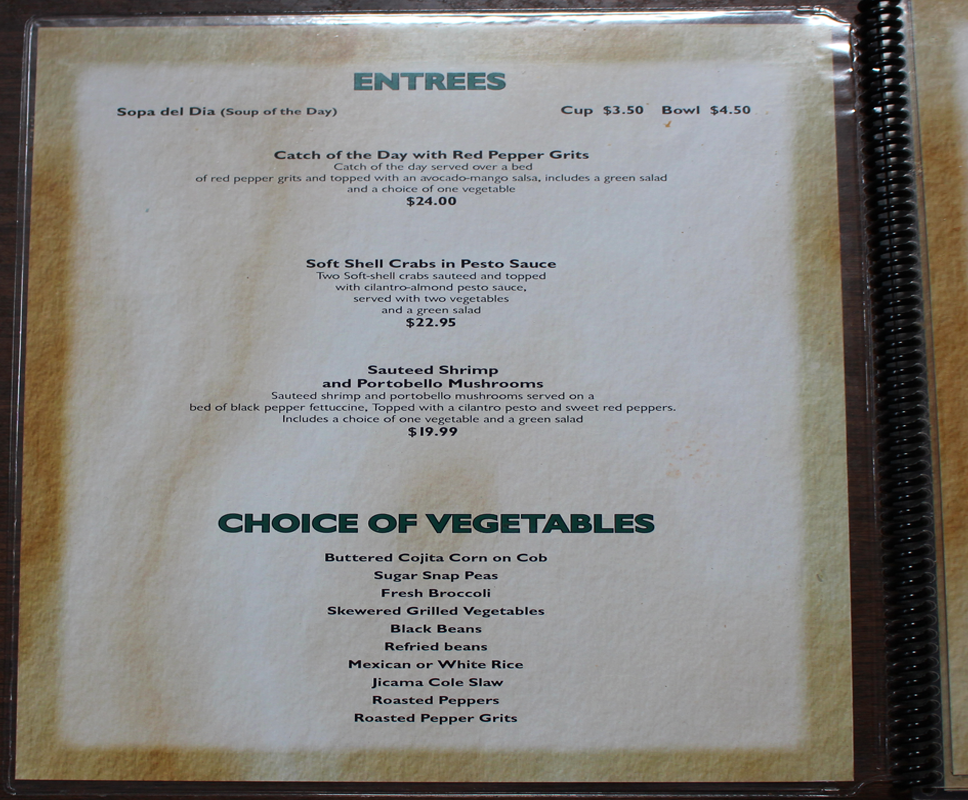 ENTREES
Sopa del Dia (Soup of the Day) Cup $3.50 Bowl $4.50
Catch of the Day with Red Pepper Grits
Catch of the day served over a bed
of red pepper grits and topped with an avocado-mango salsa, includes a green salad
and a choice of one vegetable
$24.00
Soft Shell Crabs in Pesto Sauce
Two Soft-shell crabs sauteed and topped
with cilantro-almond pesto sauce,
served with two vegetables
and a green salad
$22.95
Sauteed Shrimp
and Portobello Mushrooms
Sauteed shrimp and portobello mushrooms served on a
bed of black pepper fettuccine, Topped with a cilantro pesto and sweet red peppers.
Includes a choice of one vegetable and a green salad
$19.99
CHOICE OF VEGETABLES
Buttered Cojita Corn on Cob
Sugar Snap Peas
Fresh Broccoli
Skewered Grilled Vegetables
Black Beans
Refried beans
Mexican or White Rice
Jicama Cole Slaw
Roasted Peppers
Roasted Pepper Grits